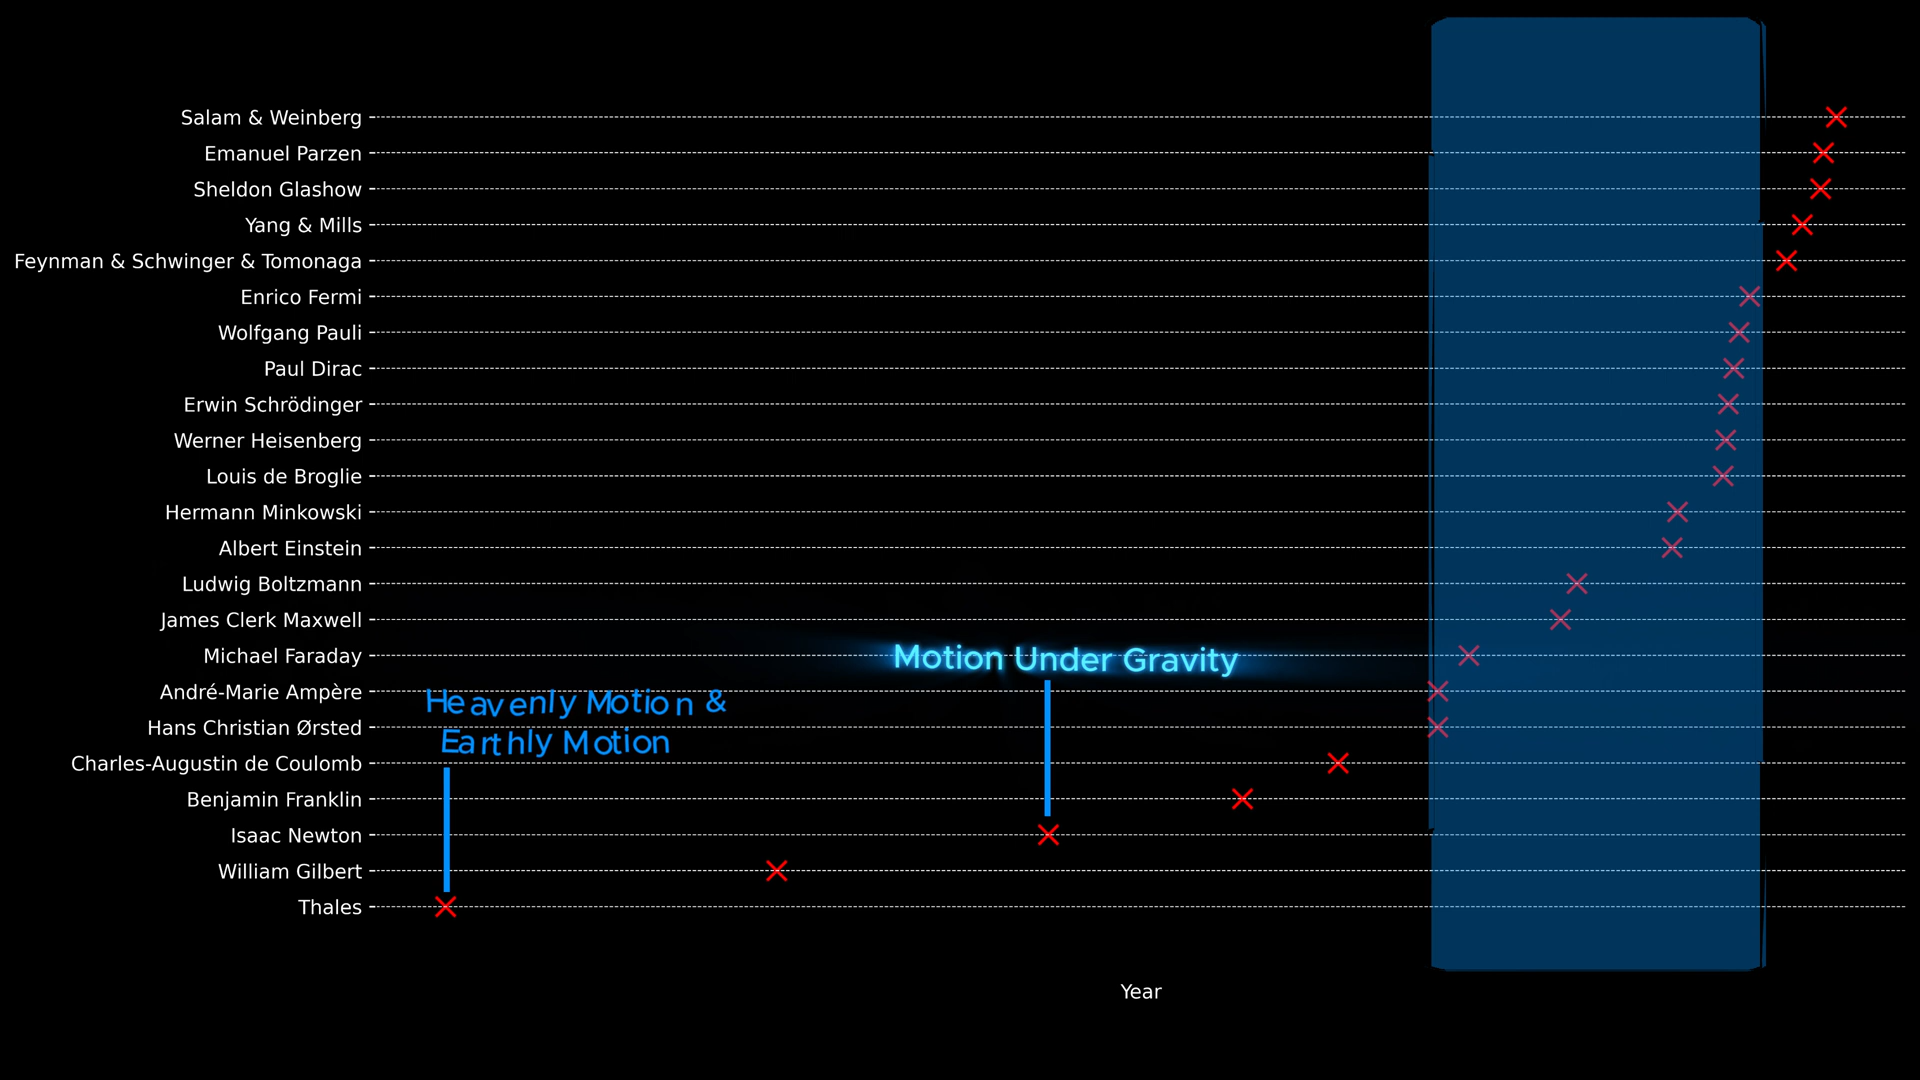 Salam & Weinberg
Emanuel Parzen
Sheldon Glashow
Yang & Mills
Feynman & Schwinger & Tomonaga
Enrico Fermi
Wolfgang Pauli
Paul Dirac
Erwin Schrödinger
Werner Heisenberg
Louis de Broglie
Hermann Minkowski
Albert Einstein
Ludwig Boltzmann
James Clerk Maxwell
Michael Faraday
André-Marie Ampère
Hans Christian Ørsted
Charles-Augustin de Coulomb
Benjamin Franklin
Isaac Newton
William Gilbert
Thales
Motion Under Gravity
Heavenly Motion &
Earthly Motion
Year